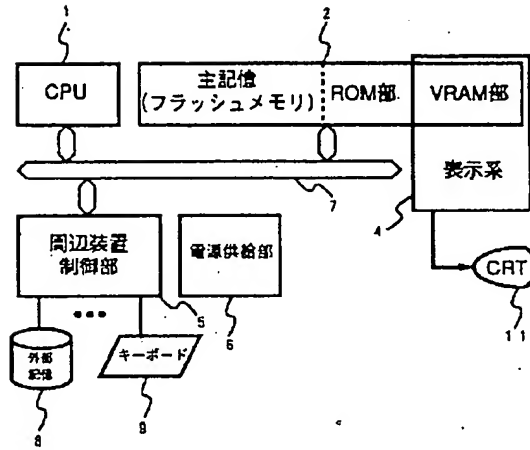 1
2
CPU
主記憶
(フラッシュメモリ)
ROM部
VRAM部
表示系
7
4
周辺装置
制御部
電源供給部
CRT
5
6
11
外部
記憶
キーボード
8
9